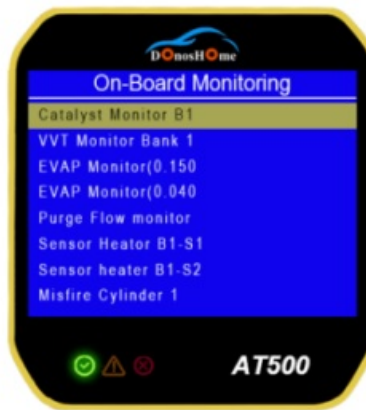 DOnosHOme
On-Board Monitoring
Catalyst Monitor B1
VVT Monitor Bank 1
EVAP Monitor(0.150
EVAP Monitor(0.040
Purge Flow monitor
Sensor Heator B1-S1
Sensor heater B1-S2
Misfire Cylinder 1
AT500